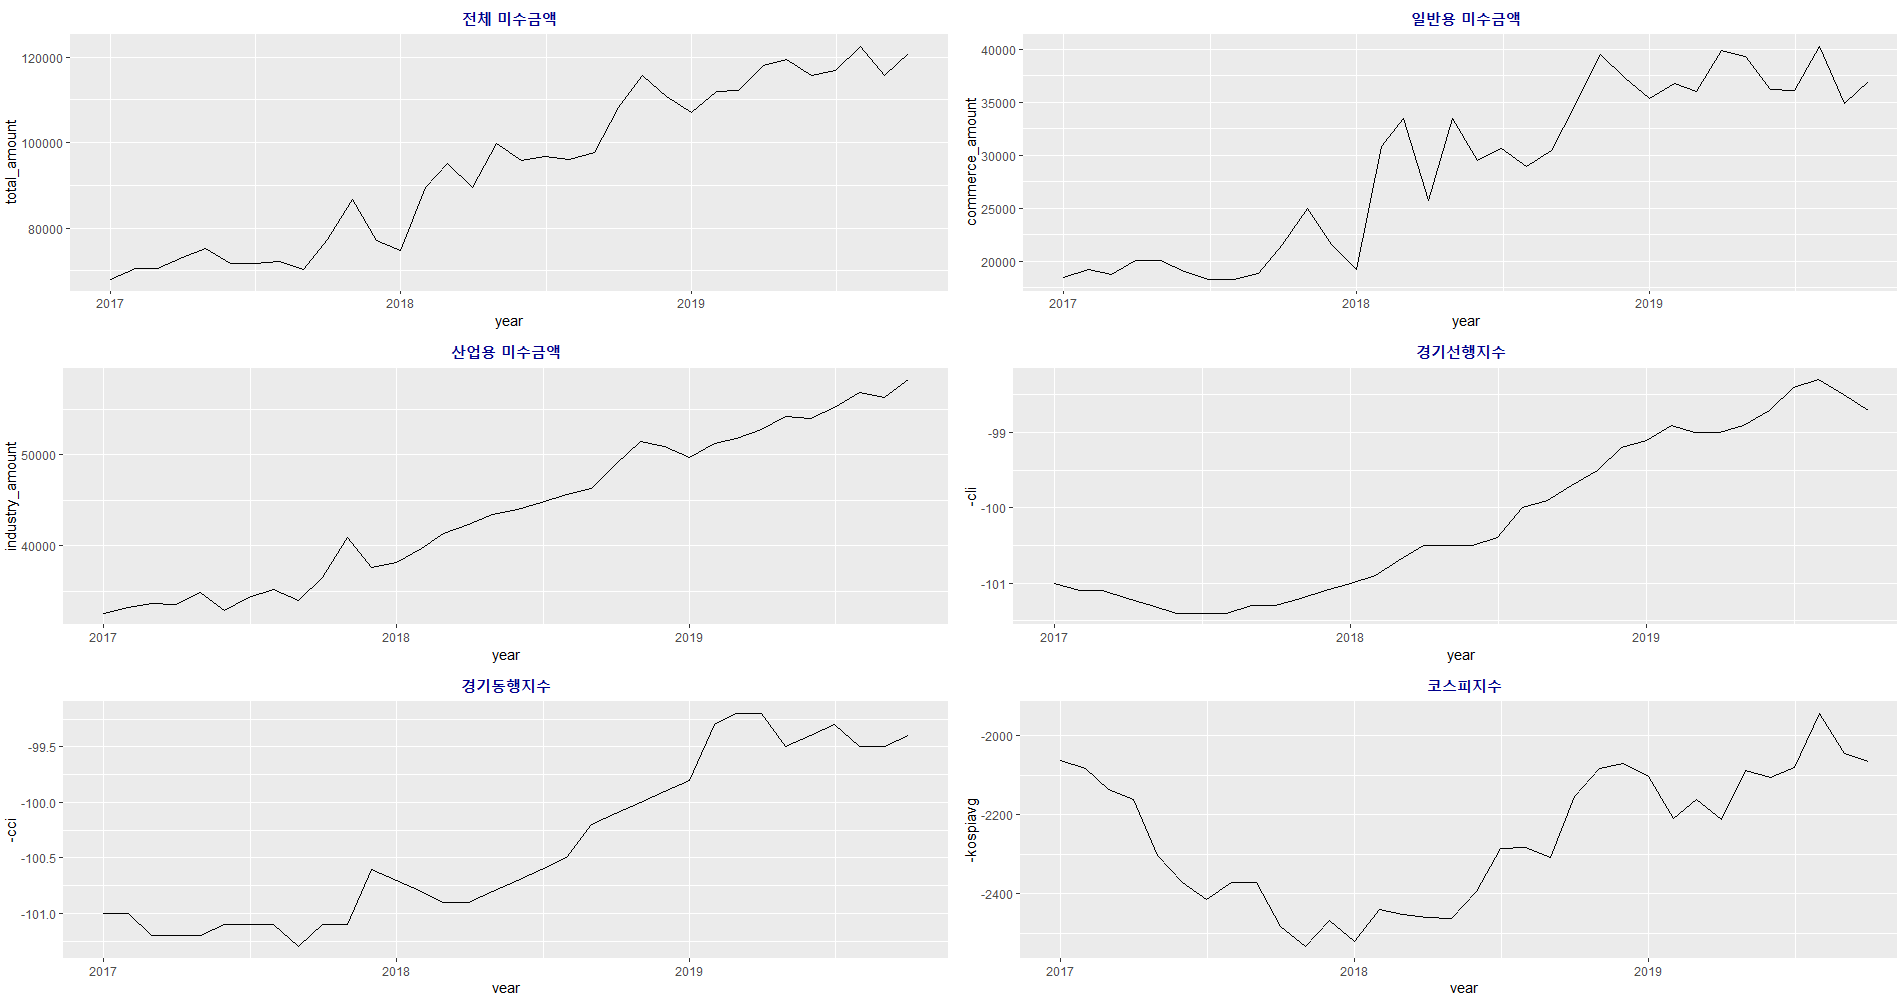 전체 미수금액
total_amount
120000
100000
80000
2017 2018 2019
year
일반용 미수금액
commerce_amount
40000
35000
30000
25000
20000
2017 2018 2019
year
산업용 미수금액
industry_amount
50000
40000
2017 2018 2019
year
경기선행지수
-cli
-99
-100
-101
2017 2018 2019
year
경기동행지수
-cci
-99.5
-100.0
-100.5
-101.0
2017 2018 2019
year
코스피지수
-kospiavg
-2000
-2200
-2400
2017 2018 2019
year